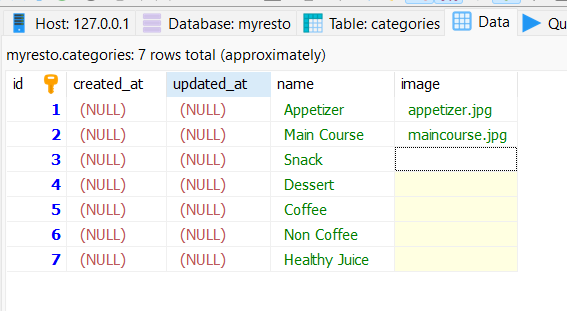 Host: 127.0.0.1 Database: myresto Table: categories Data
myresto.categories: 7 rows total (approximately)
id created_at updated_at name image
1 (NULL) (NULL) Appetizer appetizer.jpg
2 (NULL) (NULL) Main Course maincourse.jpg
3 (NULL) (NULL) Snack
4 (NULL) (NULL) Dessert
5 (NULL) (NULL) Coffee
6 (NULL) (NULL) Non Coffee
7 (NULL) (NULL) Healthy Juice